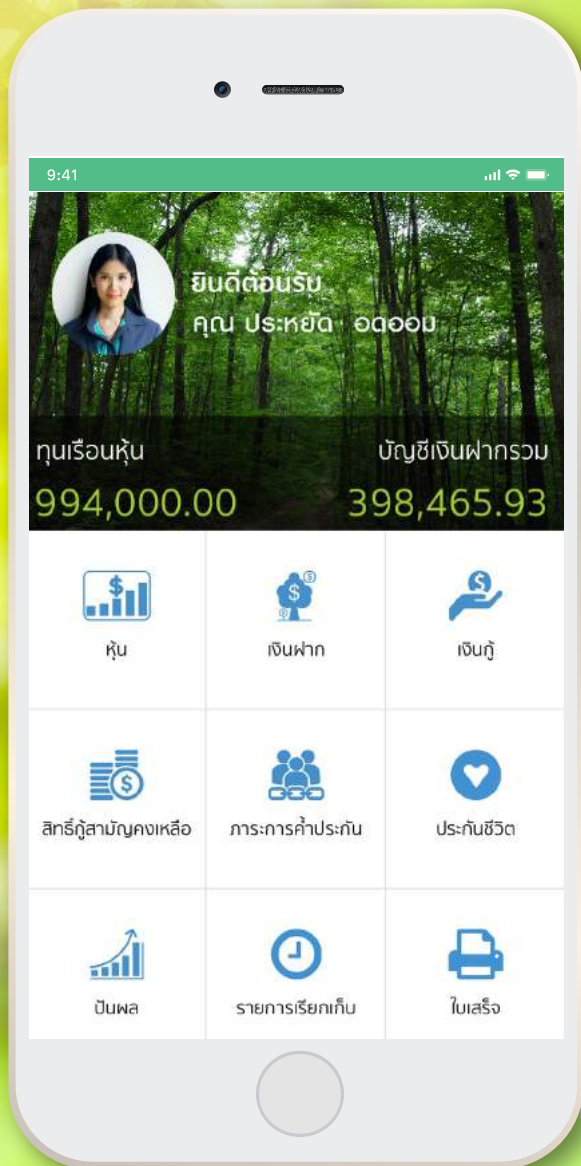 9:41
ยินดีต้อนรับ
คุณ ประหยัด อดออม
ทุนเรือนหุ้น บัญชีเงินฝากรวม
994,000.00 398,465.93
หุ้น เงินฝาก เงินกู้
สิทธิ์กู้สามัญคงเหลือ ภาระการค้ำประกัน ประกันชีวิต
ปันผล รายการเรียกเก็บ ใบเสร็จ